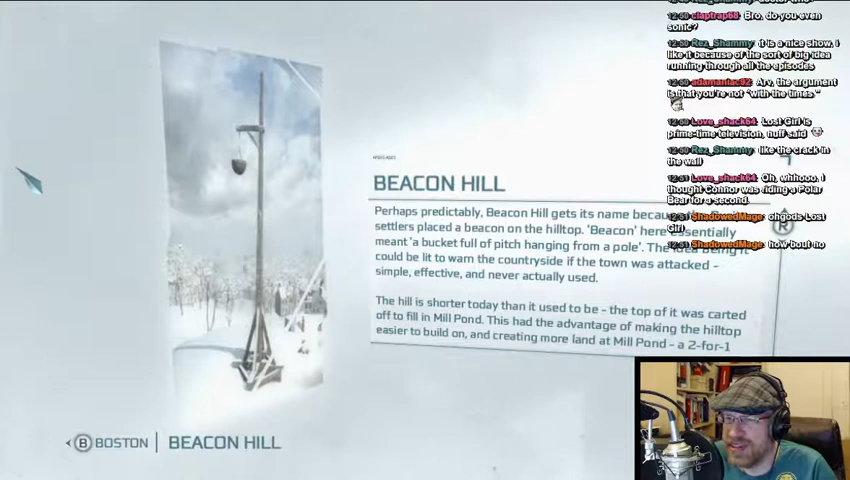 12:50 claptrap68: Bro, do you even
sonic?
12:50 Rez_Shammy: it is a nice show, i
like it because of the sort of big idea
running through all the episodes
12:50 adamaniac92: Arv, the argument
is that you're not "with the times"
12:50 Love_shack64: Lost Girl is
prime-time television, nuff said
12:50 Rez_Shammy: like the crack in
the wall
12:51 Love_shack64: Oh, whhooo. I
thought Connor was riding a Polar
Bear for a second.
12:51 ShadowedMage: ohgods Lost
Girl
12:51 ShadowedMage: how bout no
BEACON HILL
Perhaps predictably, Beacon Hill gets its name becau
settlers placed a beacon on the hilltop. 'Beacon' here essentially
meant 'a bucket full of pitch hanging from a pole'. The idea being it
could be lit to warn the countryside if the town was attacked -
simple, effective, and never actually used.
The hill is shorter today than it used to be - the top of it was carted
off to fill in Mill Pond. This had the advantage of making the hilltop
easier to build on, and creating more land at Mill Pond - a 2-for-1
R
B BOSTON | BEACON HILL